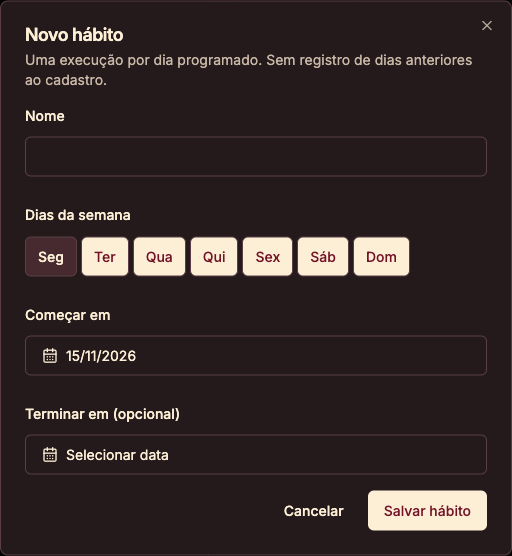 Novo hábito
Uma execução por dia programado. Sem registro de dias anteriores
ao cadastro.
Nome
Dias da semana
Seg Ter Qua Qui Sex Sáb Dom
Começar em
15/11/2026
Terminar em (opcional)
Selecionar data
Cancelar Salvar hábito